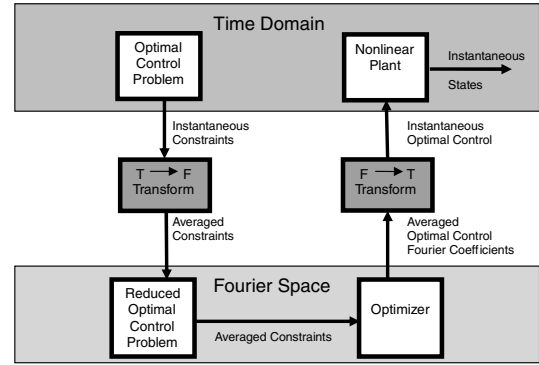 Time Domain
Optimal
Control
Problem
Nonlinear
Plant
Instantaneous
States
Instantaneous
Constraints
Instantaneous
Optimal Control
T → F
Transform
F → T
Transform
Averaged
Constraints
Averaged
Optimal Control
Fourier Coefficients
Fourier Space
Reduced
Optimal
Control
Problem
Averaged Constraints
Optimizer